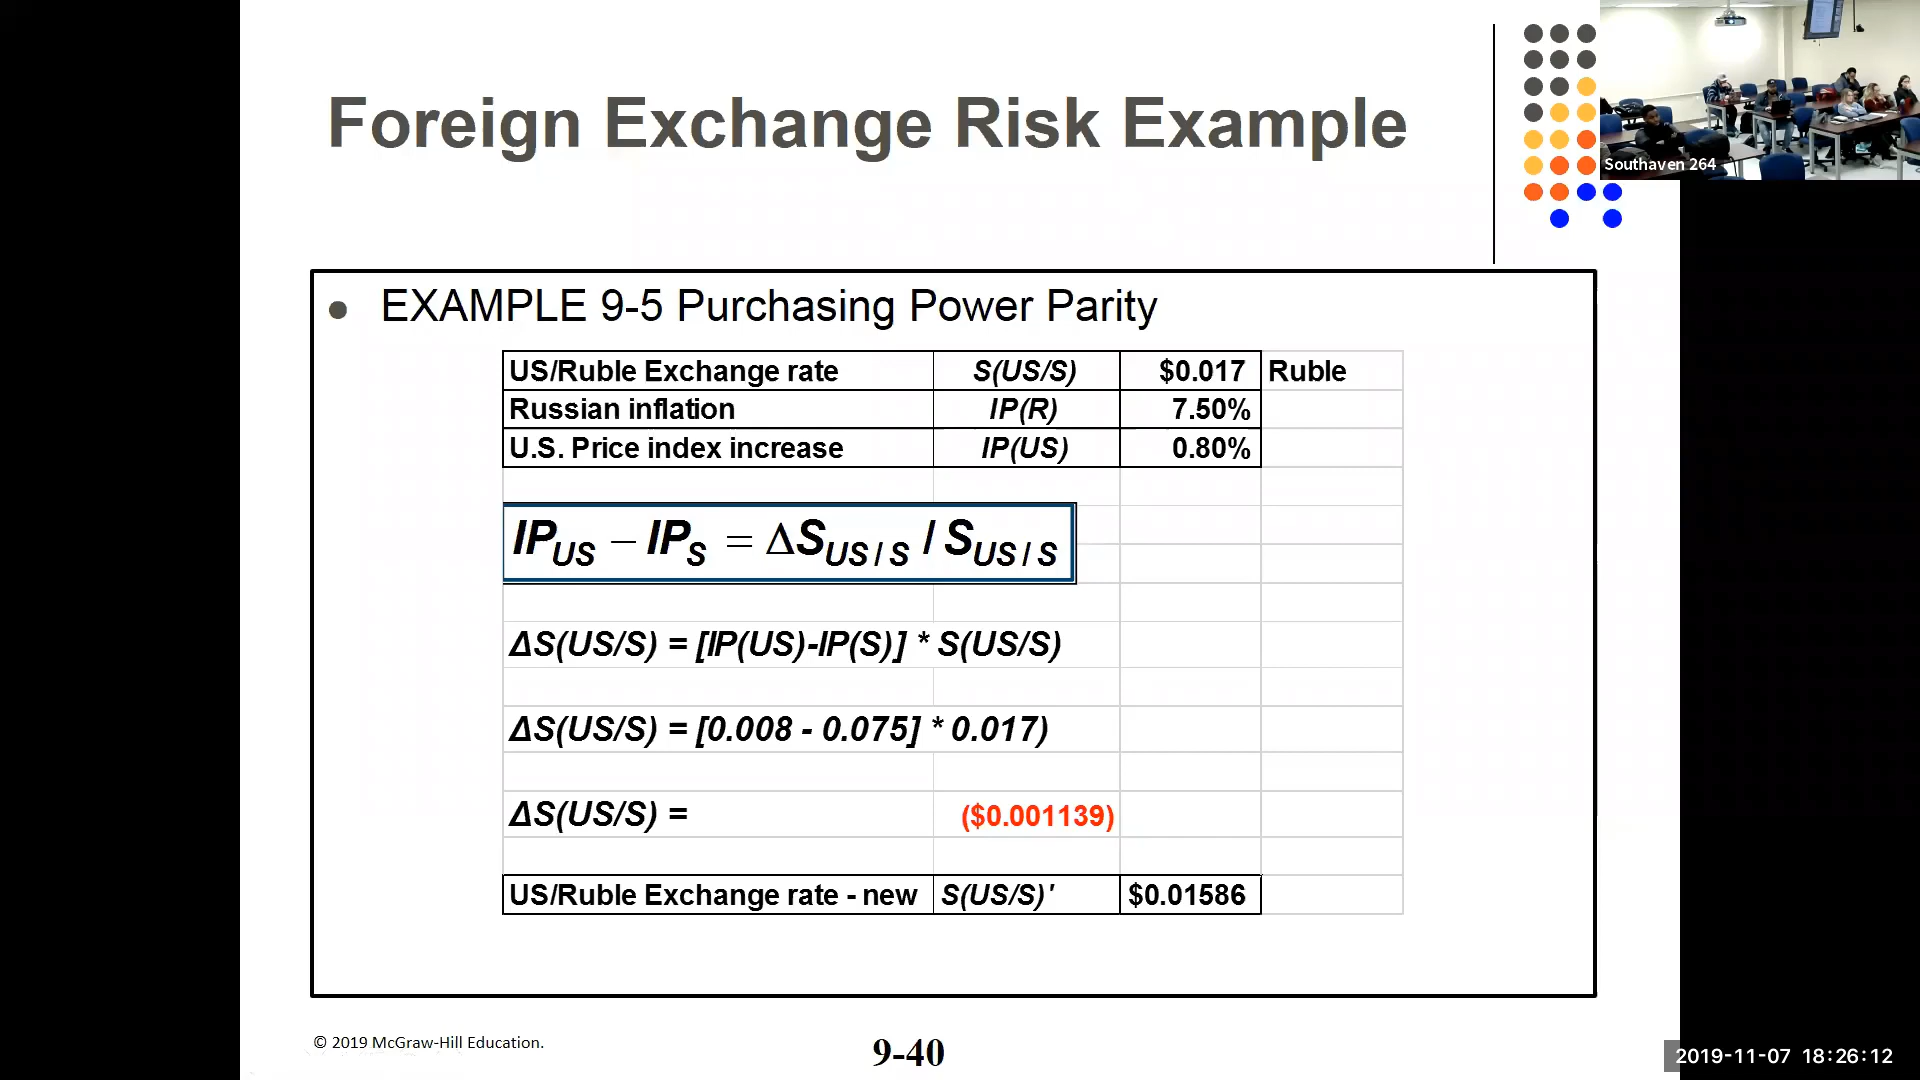 Foreign Exchange Risk Example
Southaven 264
● EXAMPLE 9-5 Purchasing Power Parity
US/Ruble Exchange rate S(US/S) $0.017 Ruble
Russian inflation IP(R) 7.50%
U.S. Price index increase IP(US) 0.80%
IP_US − IP_S = ΔS_US/S / S_US/S
ΔS(US/S) = [IP(US)-IP(S)] * S(US/S)
ΔS(US/S) = [0.008 - 0.075] * 0.017)
ΔS(US/S) = ($0.001139)
US/Ruble Exchange rate - new S(US/S)' $0.01586
© 2019 McGraw-Hill Education.
9-40
2019-11-07 18:26:12